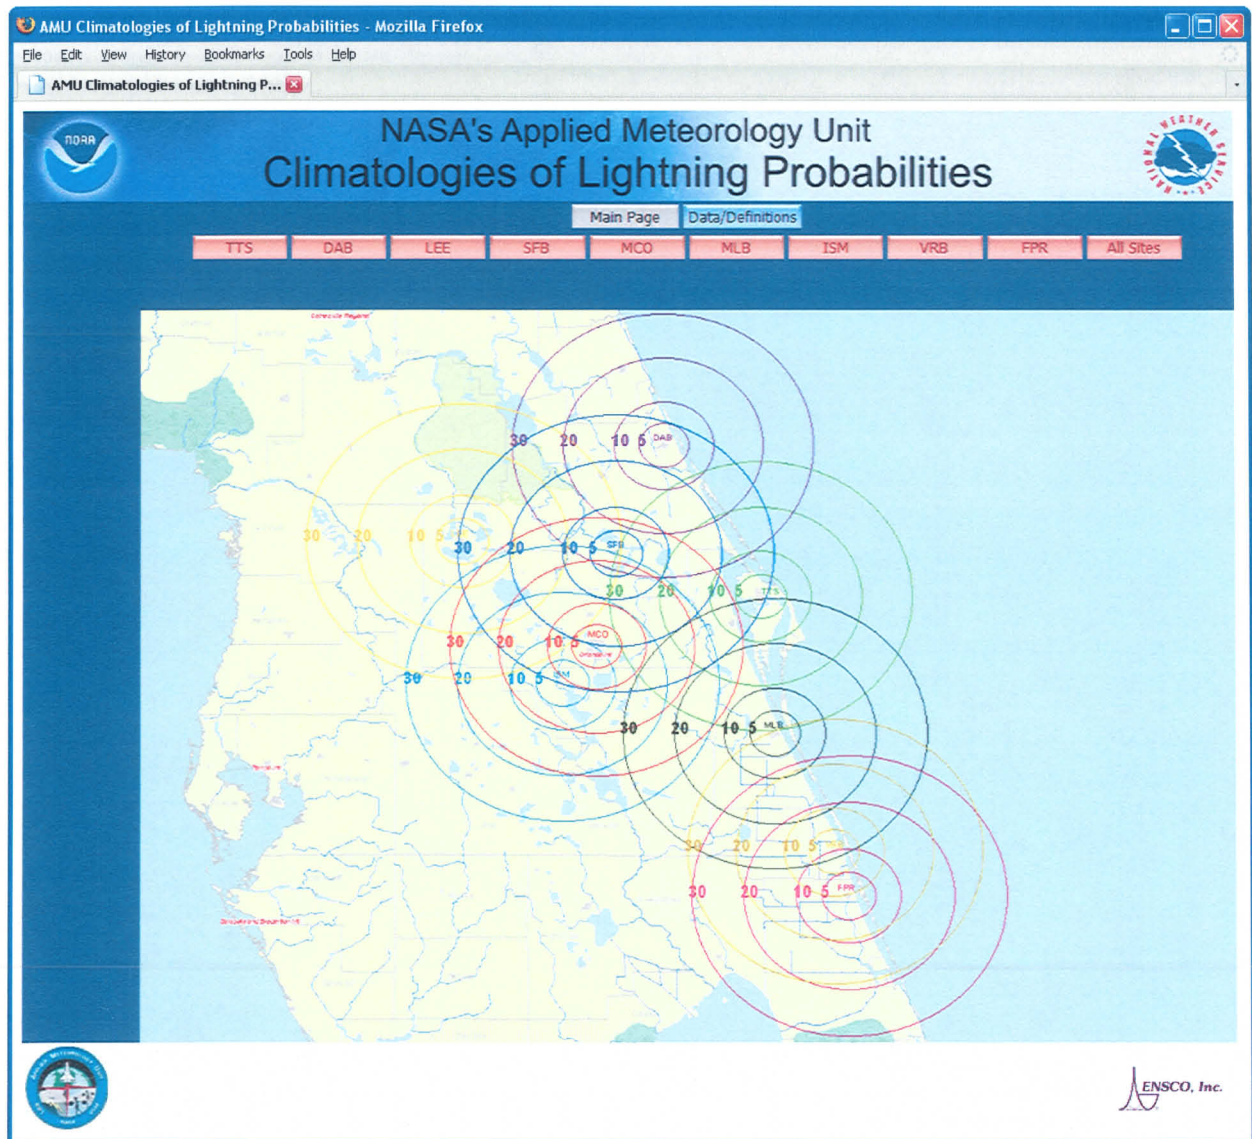 AMU Climatologies of Lightning Probabilities - Mozilla Firefox
File Edit View History Bookmarks Tools Help
AMU Climatologies of Lightning P...
NOAA
NASA's Applied Meteorology Unit
Climatologies of Lightning Probabilities
NATIONAL WEATHER SERVICE
Main Page Data/Definitions
TTS DAB LEE SFB MCO MLB ISM VRB FPR All Sites
30 20 10 5 DAB
30 20 10 5
30 20 10 5 SFB
30 20 10 5 TTS
30 20 10 5 MCO
30 20 10 5
30 20 10 5 MLB
30 20 10 5
30 20 10 5 FPR
ENSCO, Inc.